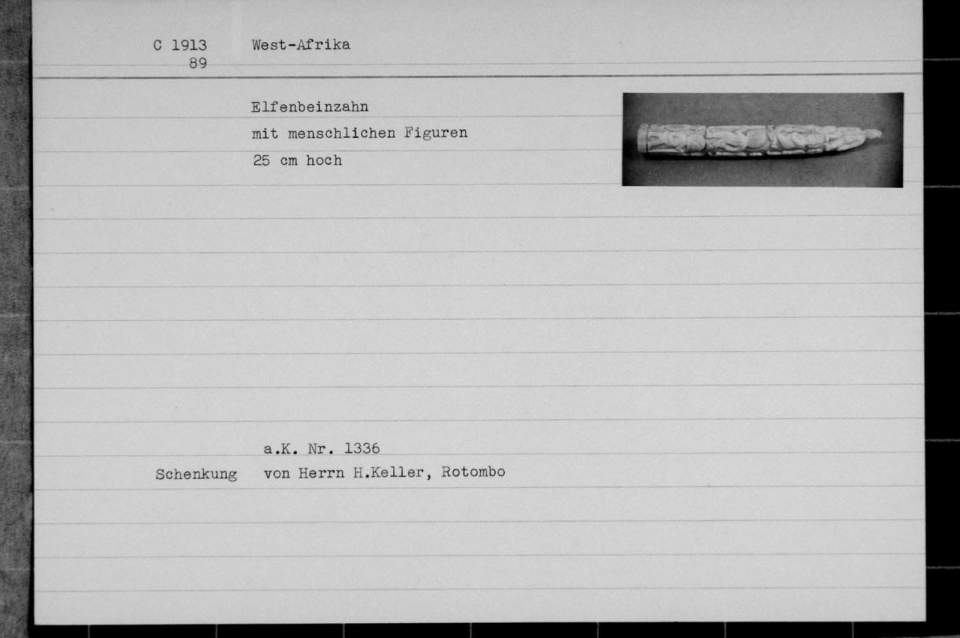 C 1913 West-Afrika
89
Elfenbeinzahn
mit menschlichen Figuren
25 cm hoch
a.K. Nr. 1336
Schenkung von Herrn H.Keller, Rotombo